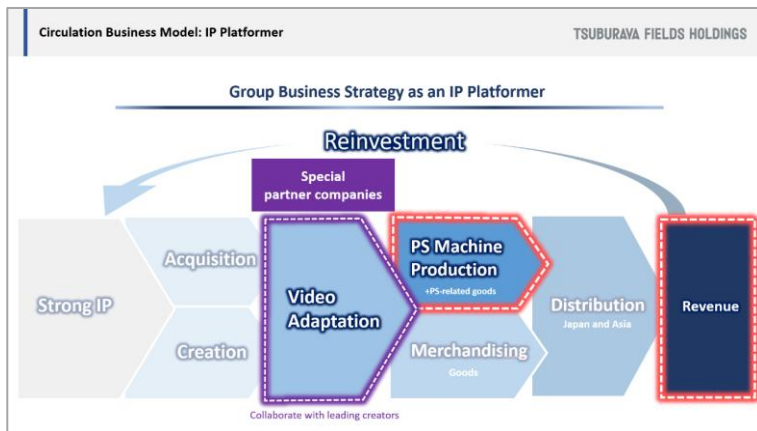 Circulation Business Model: IP Platformer
TSUBURAYA FIELDS HOLDINGS
Group Business Strategy as an IP Platformer
Reinvestment
Special
partner companies
Strong IP
Acquisition
Creation
Video
Adaptation
PS Machine
Production
+PS-related goods
Merchandising
Goods
Distribution
Japan and Asia
Revenue
Collaborate with leading creators